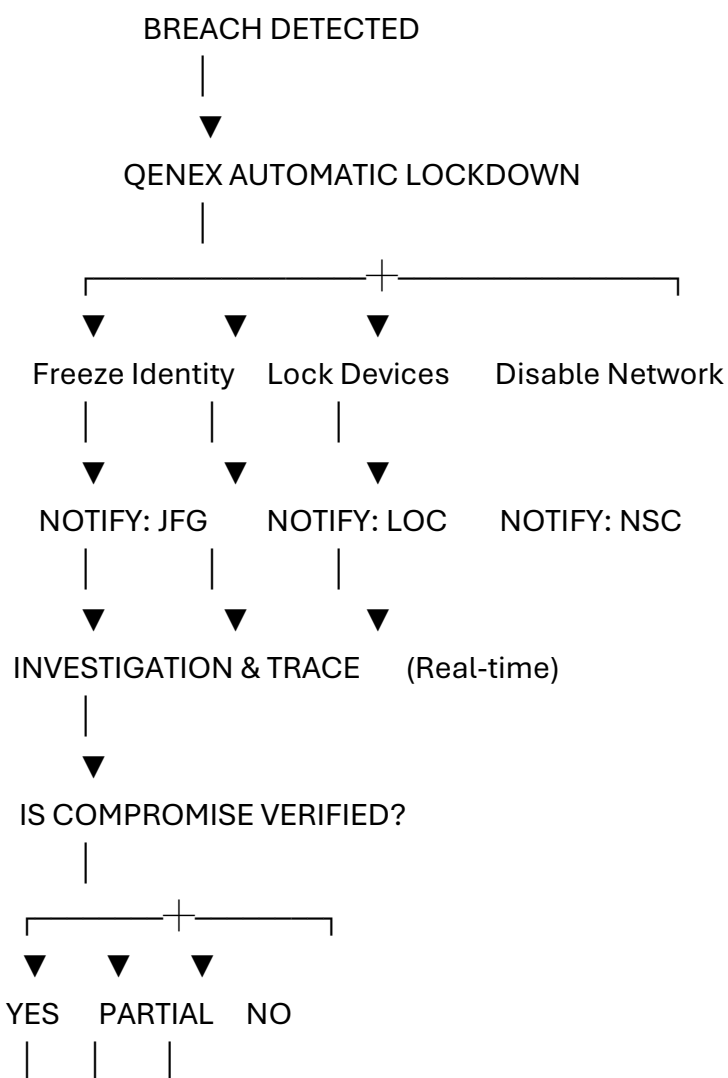 BREACH DETECTED
QENEX AUTOMATIC LOCKDOWN
Freeze Identity Lock Devices Disable Network
NOTIFY: JFG NOTIFY: LOC NOTIFY: NSC
INVESTIGATION & TRACE (Real-time)
IS COMPROMISE VERIFIED?
YES PARTIAL NO